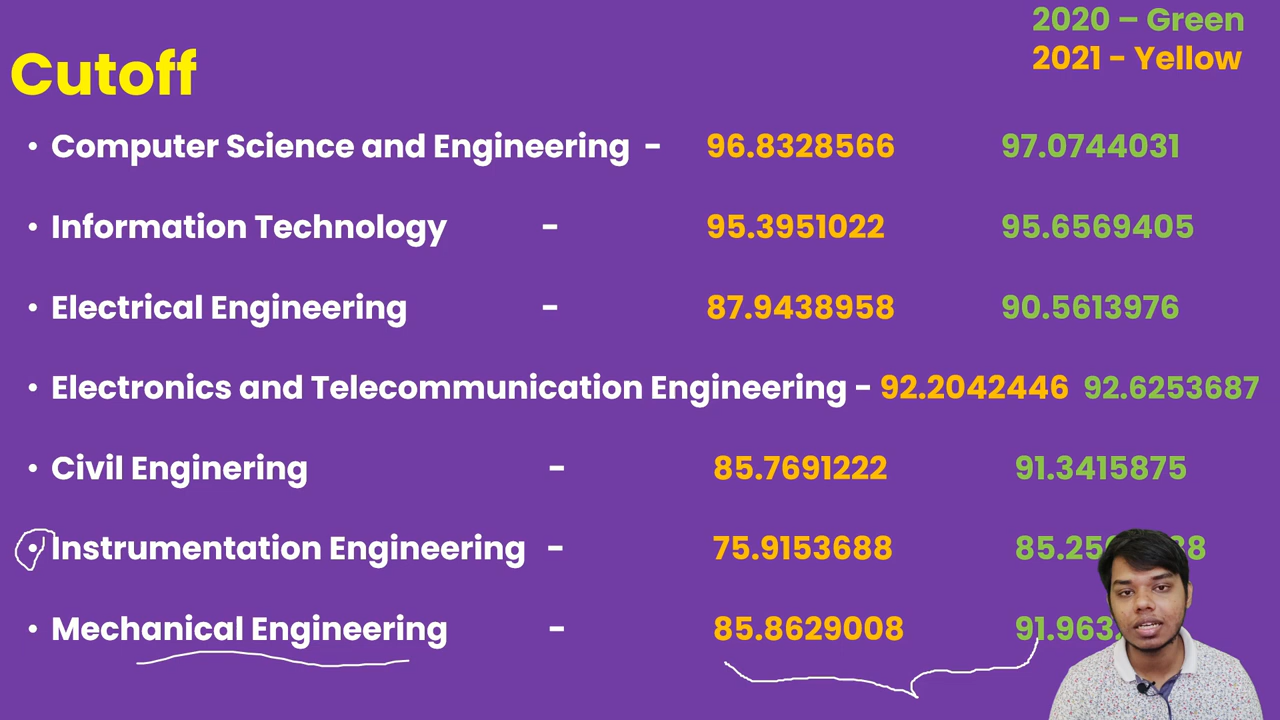 2020 – Green
2021 - Yellow
Cutoff
• Computer Science and Engineering - 96.8328566 97.0744031
• Information Technology - 95.3951022 95.6569405
• Electrical Engineering - 87.9438958 90.5613976
• Electronics and Telecommunication Engineering - 92.2042446 92.6253687
• Civil Enginering - 85.7691222 91.3415875
• Instrumentation Engineering - 75.9153688
• Mechanical Engineering - 85.8629008